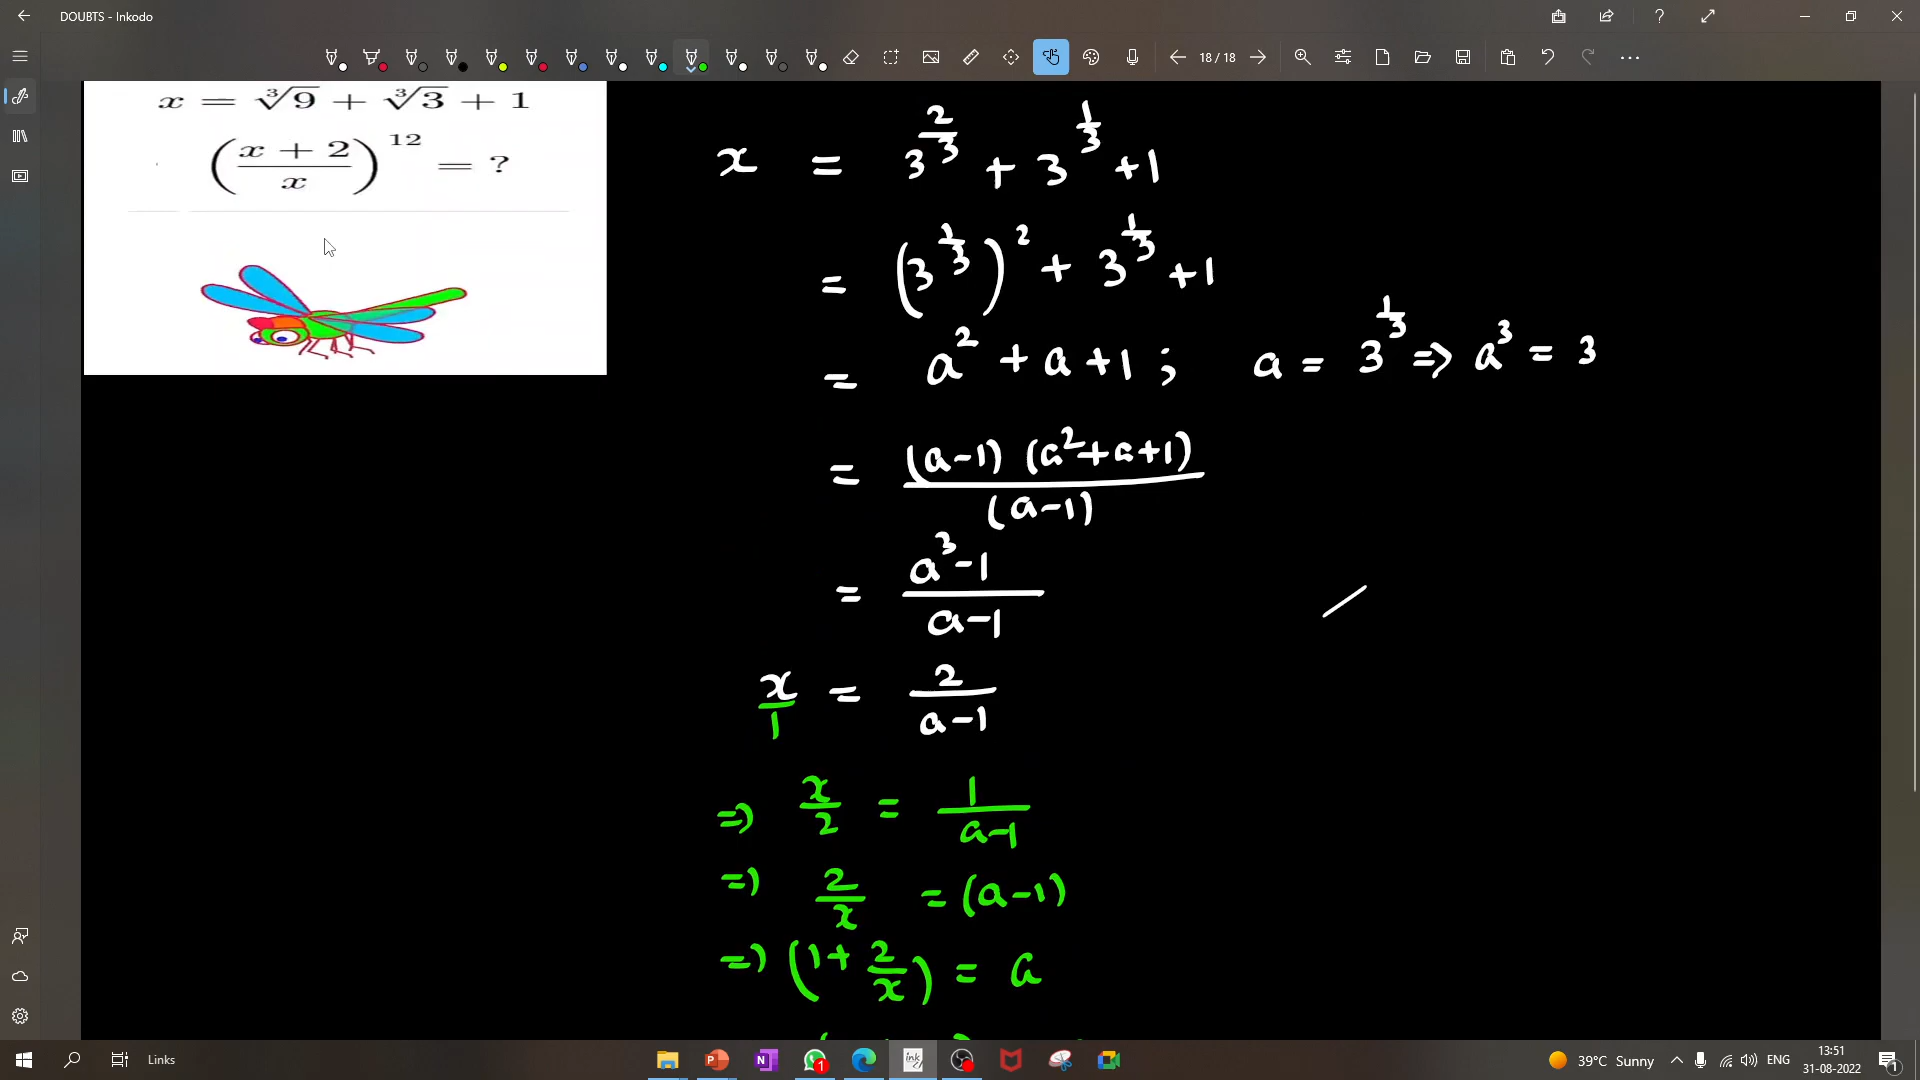 DOUBTS - Inkodo
18 / 18
x = ∛9 + ∛3 + 1
((x + 2)/x)^12 = ?
x = 3^(2/3) + 3^(1/3) + 1
= (3^(1/3))^2 + 3^(1/3) + 1
= a^2 + a + 1 ; a = 3^(1/3) => a^3 = 3
= (a-1) (a^2+a+1) / (a-1)
= (a^3-1) / (a-1)
x/1 = 2/(a-1)
=> x/2 = 1/(a-1)
=> 2/x = (a-1)
=> (1 + 2/x) = a
Links
ink
1
39°C Sunny
ENG
13:51
31-08-2022
1